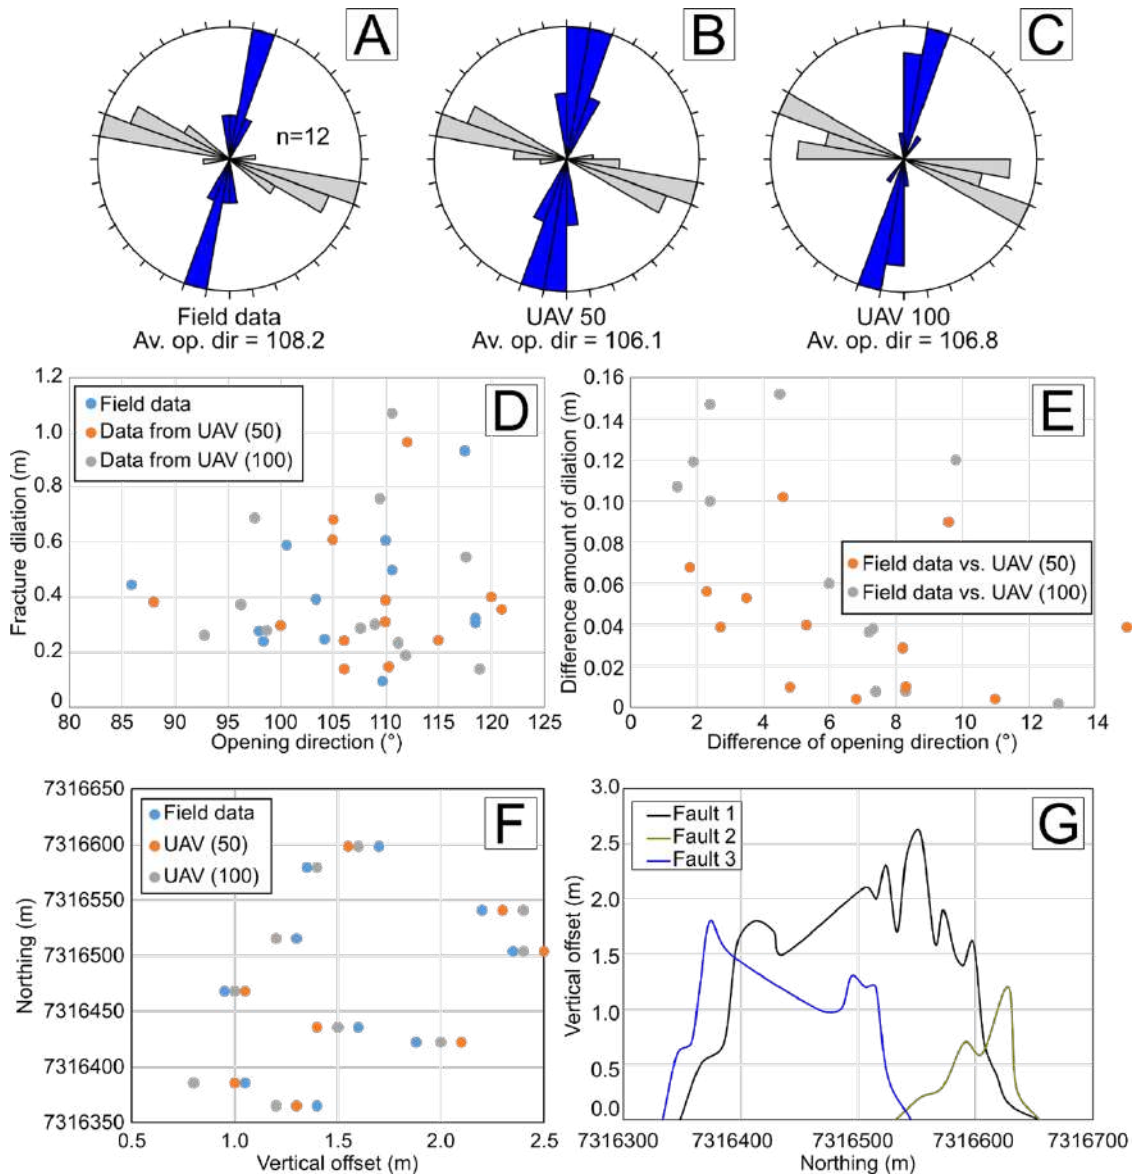 A
B
C
n=12
Field data
Av. op. dir = 108.2
UAV 50
Av. op. dir = 106.1
UAV 100
Av. op. dir = 106.8
D
Fracture dilation (m)
1.2
1.0
0.8
0.6
0.4
0.2
0
Field data
Data from UAV (50)
Data from UAV (100)
80 85 90 95 100 105 110 115 120 125
Opening direction (°)
E
Difference amount of dilation (m)
0.16
0.14
0.12
0.10
0.08
0.06
0.04
0.02
0
Field data vs. UAV (50)
Field data vs. UAV (100)
0 2 4 6 8 10 12 14
Difference of opening direction (°)
F
Northing (m)
7316650
7316600
7316550
7316500
7316450
7316400
7316350
Field data
UAV (50)
UAV (100)
0.5 1.0 1.5 2.0 2.5
Vertical offset (m)
G
Vertical offset (m)
3.0
2.5
2.0
1.5
1.0
0.5
0.0
Fault 1
Fault 2
Fault 3
7316300 7316400 7316500 7316600 7316700
Northing (m)